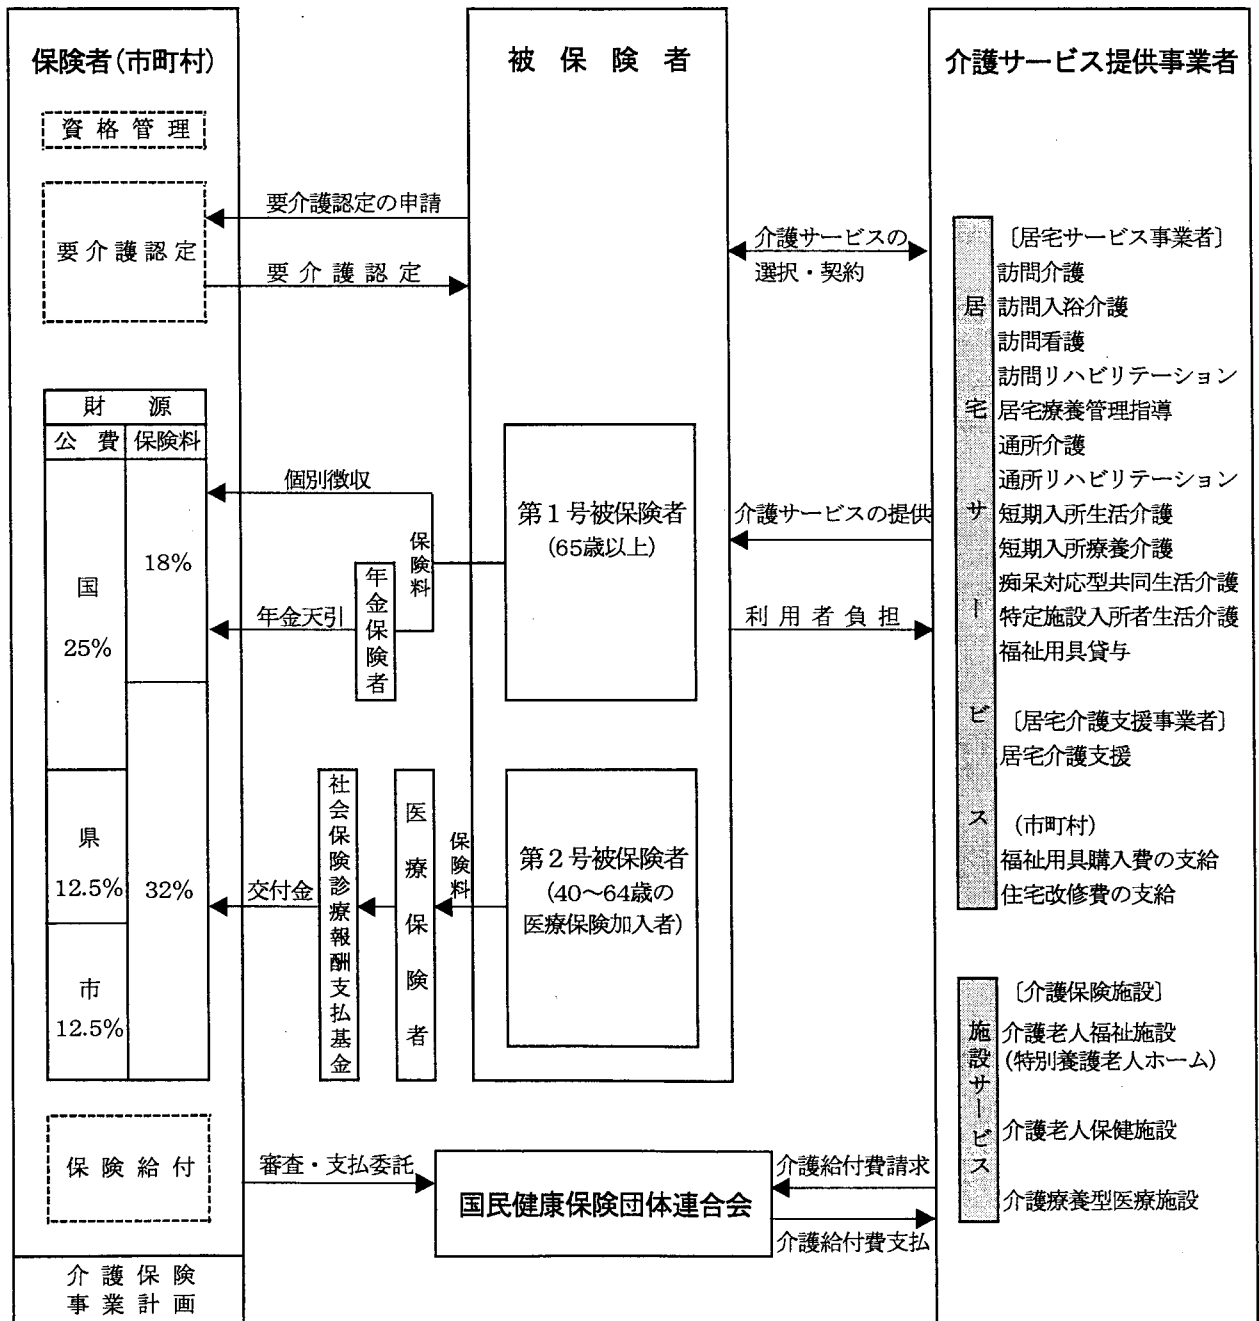 保険者(市町村)
資格管理
要介護認定
財源
公費
保険料
国
25%
18%
県
12.5%
32%
市
12.5%
保険給付
介護保険
事業計画
要介護認定の申請
要介護認定
個別徴収
年金天引
年金保険者
保険料
交付金
社会保険診療報酬支払基金
医療保険者
保険料
審査・支払委託
被保険者
第1号被保険者
(65歳以上)
第2号被保険者
(40〜64歳の
医療保険加入者)
国民健康保険団体連合会
介護サービスの
選択・契約
介護サービスの提供
利用者負担
介護給付費請求
介護給付費支払
介護サービス提供事業者
居宅サービス
〔居宅サービス事業者〕
訪問介護
訪問入浴介護
訪問看護
訪問リハビリテーション
居宅療養管理指導
通所介護
通所リハビリテーション
短期入所生活介護
短期入所療養介護
痴呆対応型共同生活介護
特定施設入所者生活介護
福祉用具貸与
〔居宅介護支援事業者〕
居宅介護支援
(市町村)
福祉用具購入費の支給
住宅改修費の支給
施設サービス
〔介護保険施設〕
介護老人福祉施設
(特別養護老人ホーム)
介護老人保健施設
介護療養型医療施設